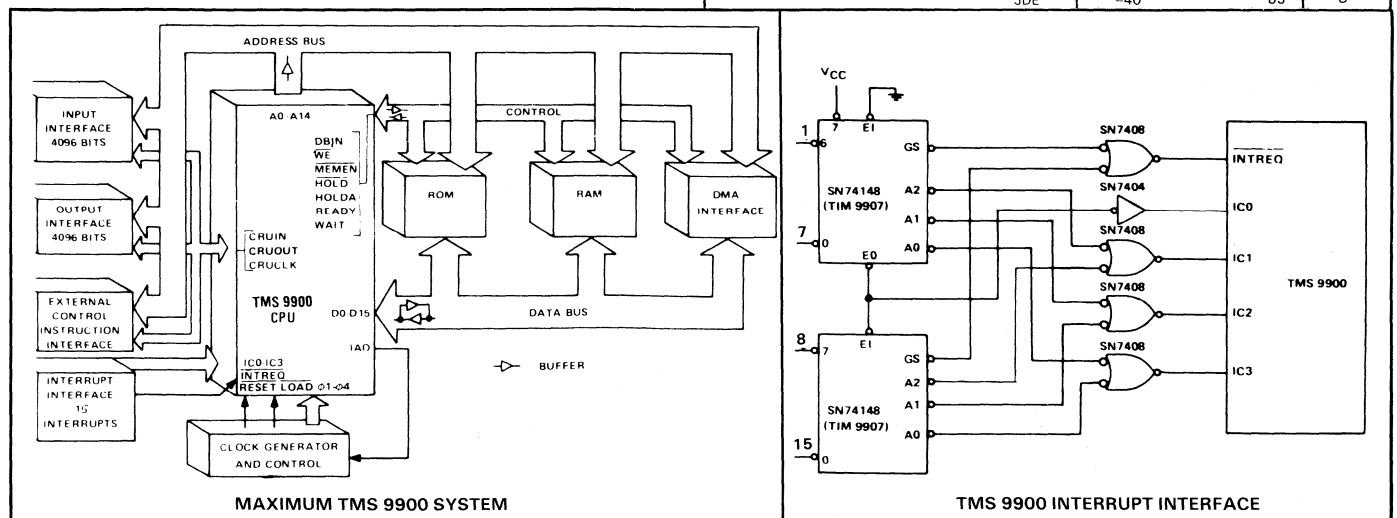 JDE
ADDRESS BUS
INPUT
INTERFACE
4096 BITS
OUTPUT
INTERFACE
4096 BITS
EXTERNAL
CONTROL
INSTRUCTION
INTERFACE
INTERRUPT
INTERFACE
15
INTERRUPTS
A0-A14
DBIN
WE
MEMEN
HOLD
HOLDA
READY
WAIT
CRUIN
CRUOUT
CRUCLK
TMS 9900
CPU
D0-D15
IAQ
IC0-IC3
INTREQ
RESET LOAD Φ1-Φ4
CLOCK GENERATOR
AND CONTROL
CONTROL
ROM
RAM
DMA
INTERFACE
DATA BUS
BUFFER
MAXIMUM TMS 9900 SYSTEM
VCC
7
EI
1
6
GS
SN74148
(TIM 9907)
A2
A1
A0
7
0
E0
8
7
EI
GS
A2
SN74148
(TIM 9907)
A1
A0
15
0
SN7408
SN7404
SN7408
SN7408
SN7408
INTREQ
IC0
IC1
IC2
IC3
TMS 9900
TMS 9900 INTERRUPT INTERFACE